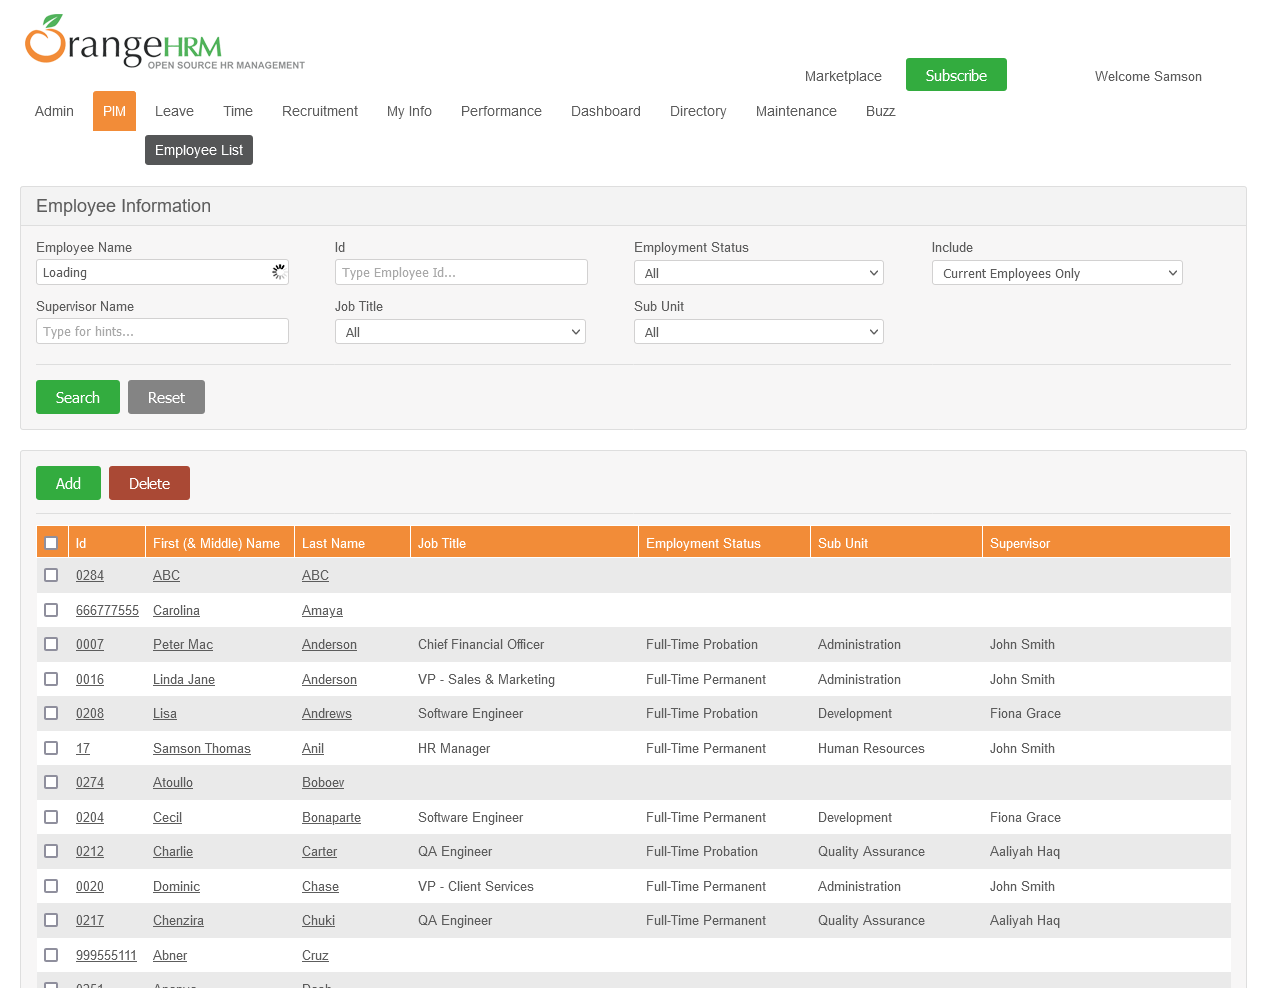 OrangeHRM
OPEN SOURCE HR MANAGEMENT
Marketplace Subscribe Welcome Samson
Admin PIM Leave Time Recruitment My Info Performance Dashboard Directory Maintenance Buzz
Employee List
Employee Information
Employee Name Id Employment Status Include
Loading Type Employee Id... All Current Employees Only
Supervisor Name Job Title Sub Unit
Type for hints... All All
Search Reset
Add Delete
Id First (& Middle) Name Last Name Job Title Employment Status Sub Unit Supervisor
0284 ABC ABC
666777555 Carolina Amaya
0007 Peter Mac Anderson Chief Financial Officer Full-Time Probation Administration John Smith
0016 Linda Jane Anderson VP - Sales & Marketing Full-Time Permanent Administration John Smith
0208 Lisa Andrews Software Engineer Full-Time Probation Development Fiona Grace
17 Samson Thomas Anil HR Manager Full-Time Permanent Human Resources John Smith
0274 Atoullo Boboev
0204 Cecil Bonaparte Software Engineer Full-Time Permanent Development Fiona Grace
0212 Charlie Carter QA Engineer Full-Time Probation Quality Assurance Aaliyah Haq
0020 Dominic Chase VP - Client Services Full-Time Permanent Administration John Smith
0217 Chenzira Chuki QA Engineer Full-Time Permanent Quality Assurance Aaliyah Haq
999555111 Abner Cruz